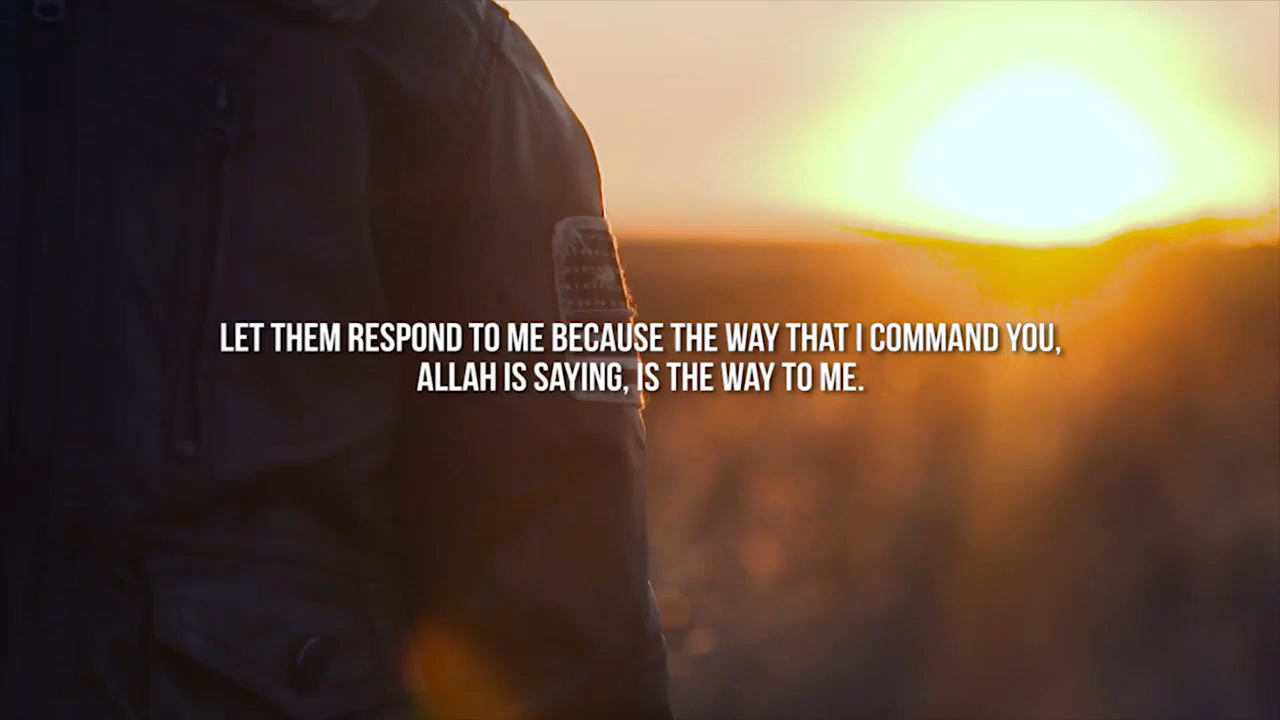 LET THEM RESPOND TO ME BECAUSE THE WAY THAT I COMMAND YOU,
ALLAH IS SAYING, IS THE WAY TO ME.